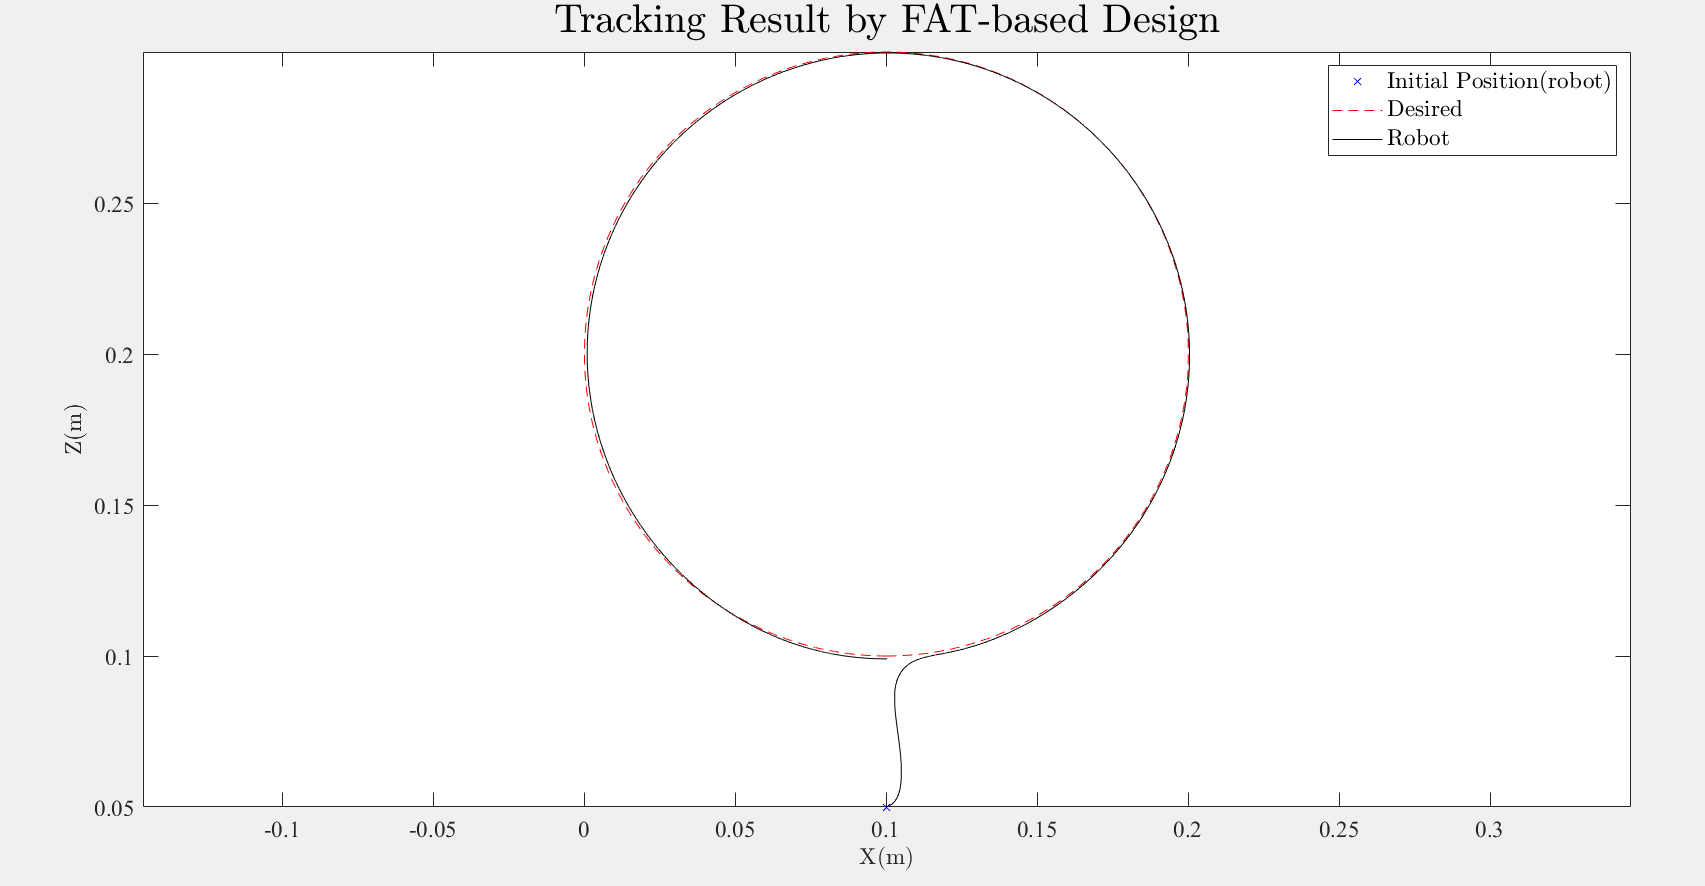 Tracking Result by FAT-based Design
Initial Position(robot)
Desired
Robot
0.25
0.2
0.15
0.1
0.05
Z(m)
-0.1
-0.05
0
0.05
0.1
0.15
0.2
0.25
0.3
X(m)